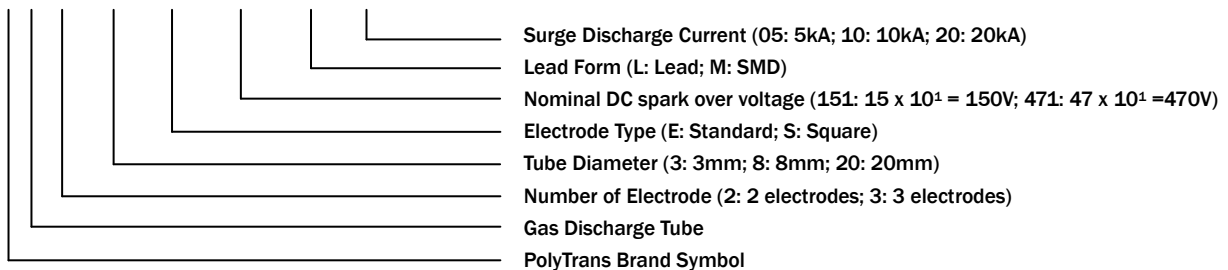 Surge Discharge Current (05: 5kA; 10: 10kA; 20: 20kA)
Lead Form (L: Lead; M: SMD)
Nominal DC spark over voltage (151: 15 x 10¹ = 150V; 471: 47 x 10¹ =470V)
Electrode Type (E: Standard; S: Square)
Tube Diameter (3: 3mm; 8: 8mm; 20: 20mm)
Number of Electrode (2: 2 electrodes; 3: 3 electrodes)
Gas Discharge Tube
PolyTrans Brand Symbol